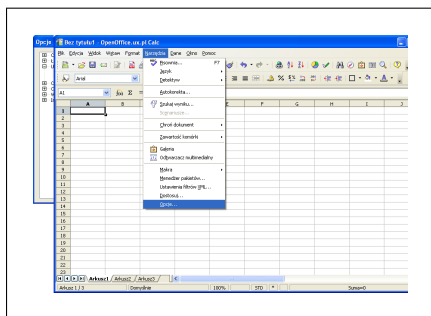 Opcje
Bez tytułu1 - OpenOffice.ux.pl Calc
Plik Edycja Widok Wstaw Format Narzędzia Dane Okno Pomoc
Pisownia... F7
Język
Detektyw
Autokorekta...
Szukaj wyniku...
Scenariusze...
Chroń dokument
Zawartość komórki
Galeria
Odtwarzacz multimedialny
Makra
Menedżer pakietów...
Ustawienia filtrów XML...
Dostosuj...
Opcje...
Arial
A1
A B E F G H I J
1
2
3
4
5
6
7
8
9
10
11
12
13
14
15
16
17
18
19
20
21
22
23
Arkusz1 Arkusz2 Arkusz3
Arkusz 1 / 3 Domyślnie 100% STD * Suma=0